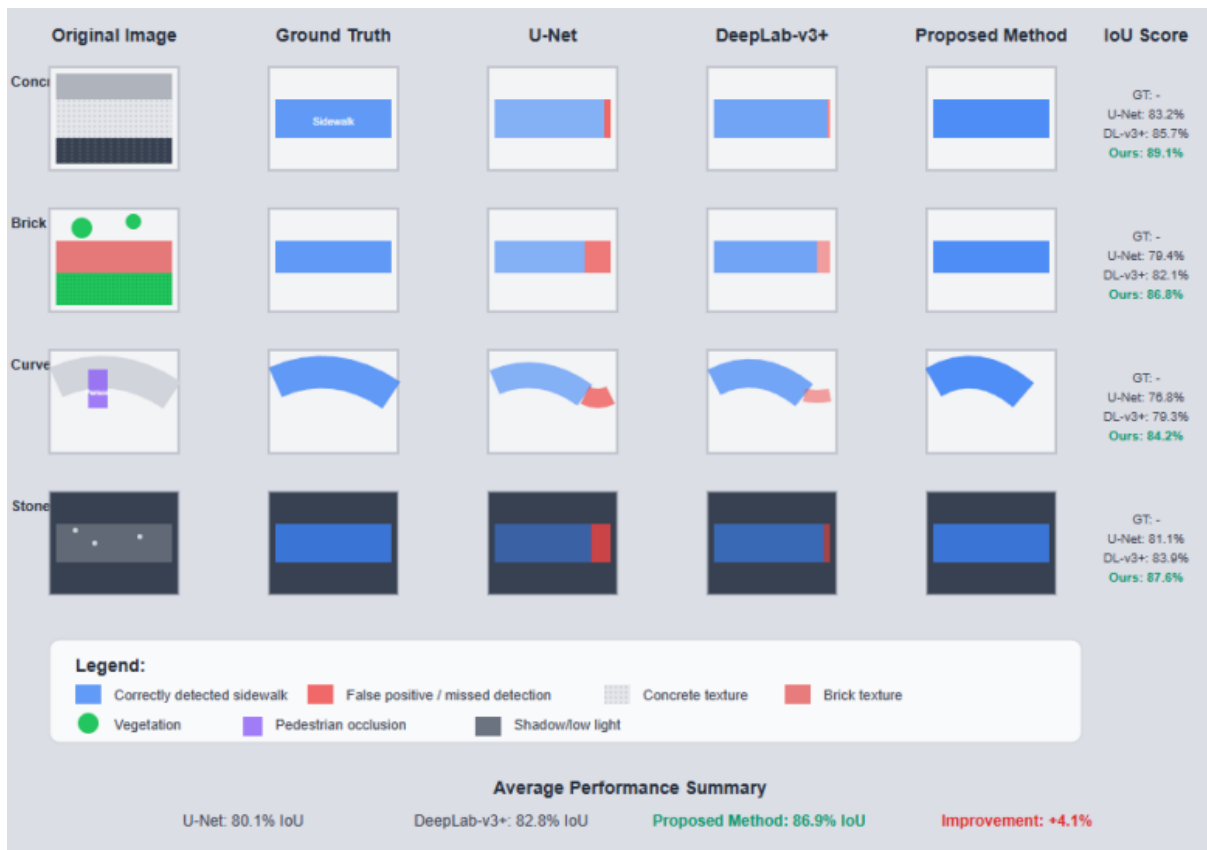 Original Image Ground Truth U-Net DeepLab-v3+ Proposed Method IoU Score
Concr
Sidewalk
GT: -
U-Net: 83.2%
DL-v3+: 85.7%
Ours: 89.1%
Brick
GT: -
U-Net: 79.4%
DL-v3+: 82.1%
Ours: 86.8%
Curve
GT: -
U-Net: 76.8%
DL-v3+: 79.3%
Ours: 84.2%
Stone
GT: -
U-Net: 81.1%
DL-v3+: 83.9%
Ours: 87.6%
Legend:
Correctly detected sidewalk False positive / missed detection Concrete texture Brick texture
Vegetation Pedestrian occlusion Shadow/low light
Average Performance Summary
U-Net: 80.1% IoU DeepLab-v3+: 82.8% IoU Proposed Method: 86.9% IoU Improvement: +4.1%